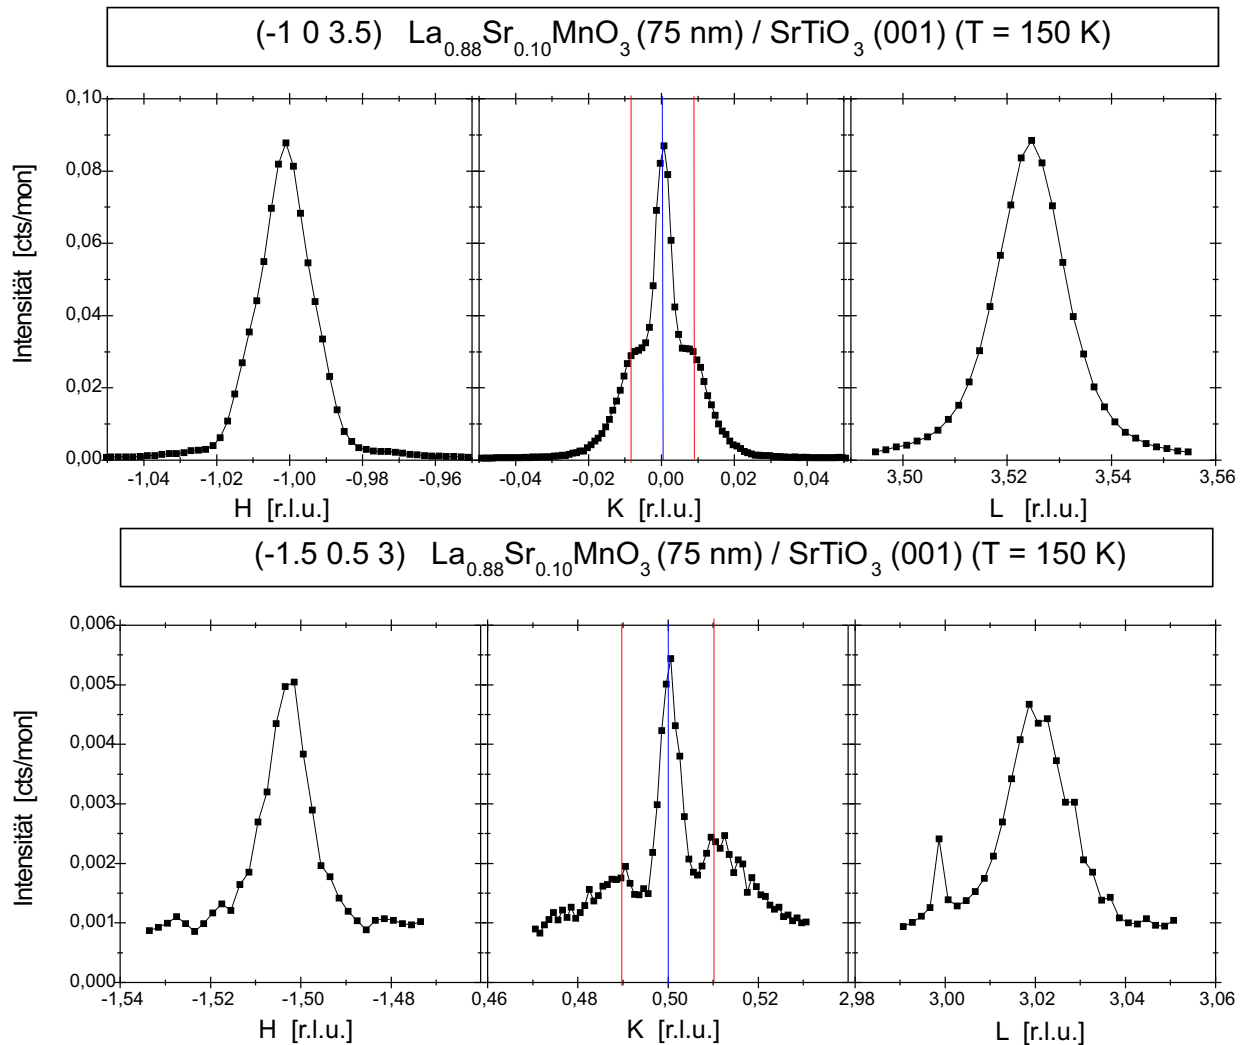 (-1 0 3.5) La0.88Sr0.10MnO3 (75 nm) / SrTiO3 (001) (T = 150 K)
0,10
0,08
0,06
0,04
0,02
0,00
Intensität [cts/mon]
-1,04 -1,02 -1,00 -0,98 -0,96
-0,04 -0,02 0,00 0,02 0,04
3,50 3,52 3,54 3,56
H [r.l.u.] K [r.l.u.] L [r.l.u.]
(-1.5 0.5 3) La0.88Sr0.10MnO3 (75 nm) / SrTiO3 (001) (T = 150 K)
0,006
0,005
0,004
0,003
0,002
0,001
0,000
Intensität [cts/mon]
-1,54 -1,52 -1,50 -1,48
0,46 0,48 0,50 0,52
2,98 3,00 3,02 3,04 3,06
H [r.l.u.] K [r.l.u.] L [r.l.u.]